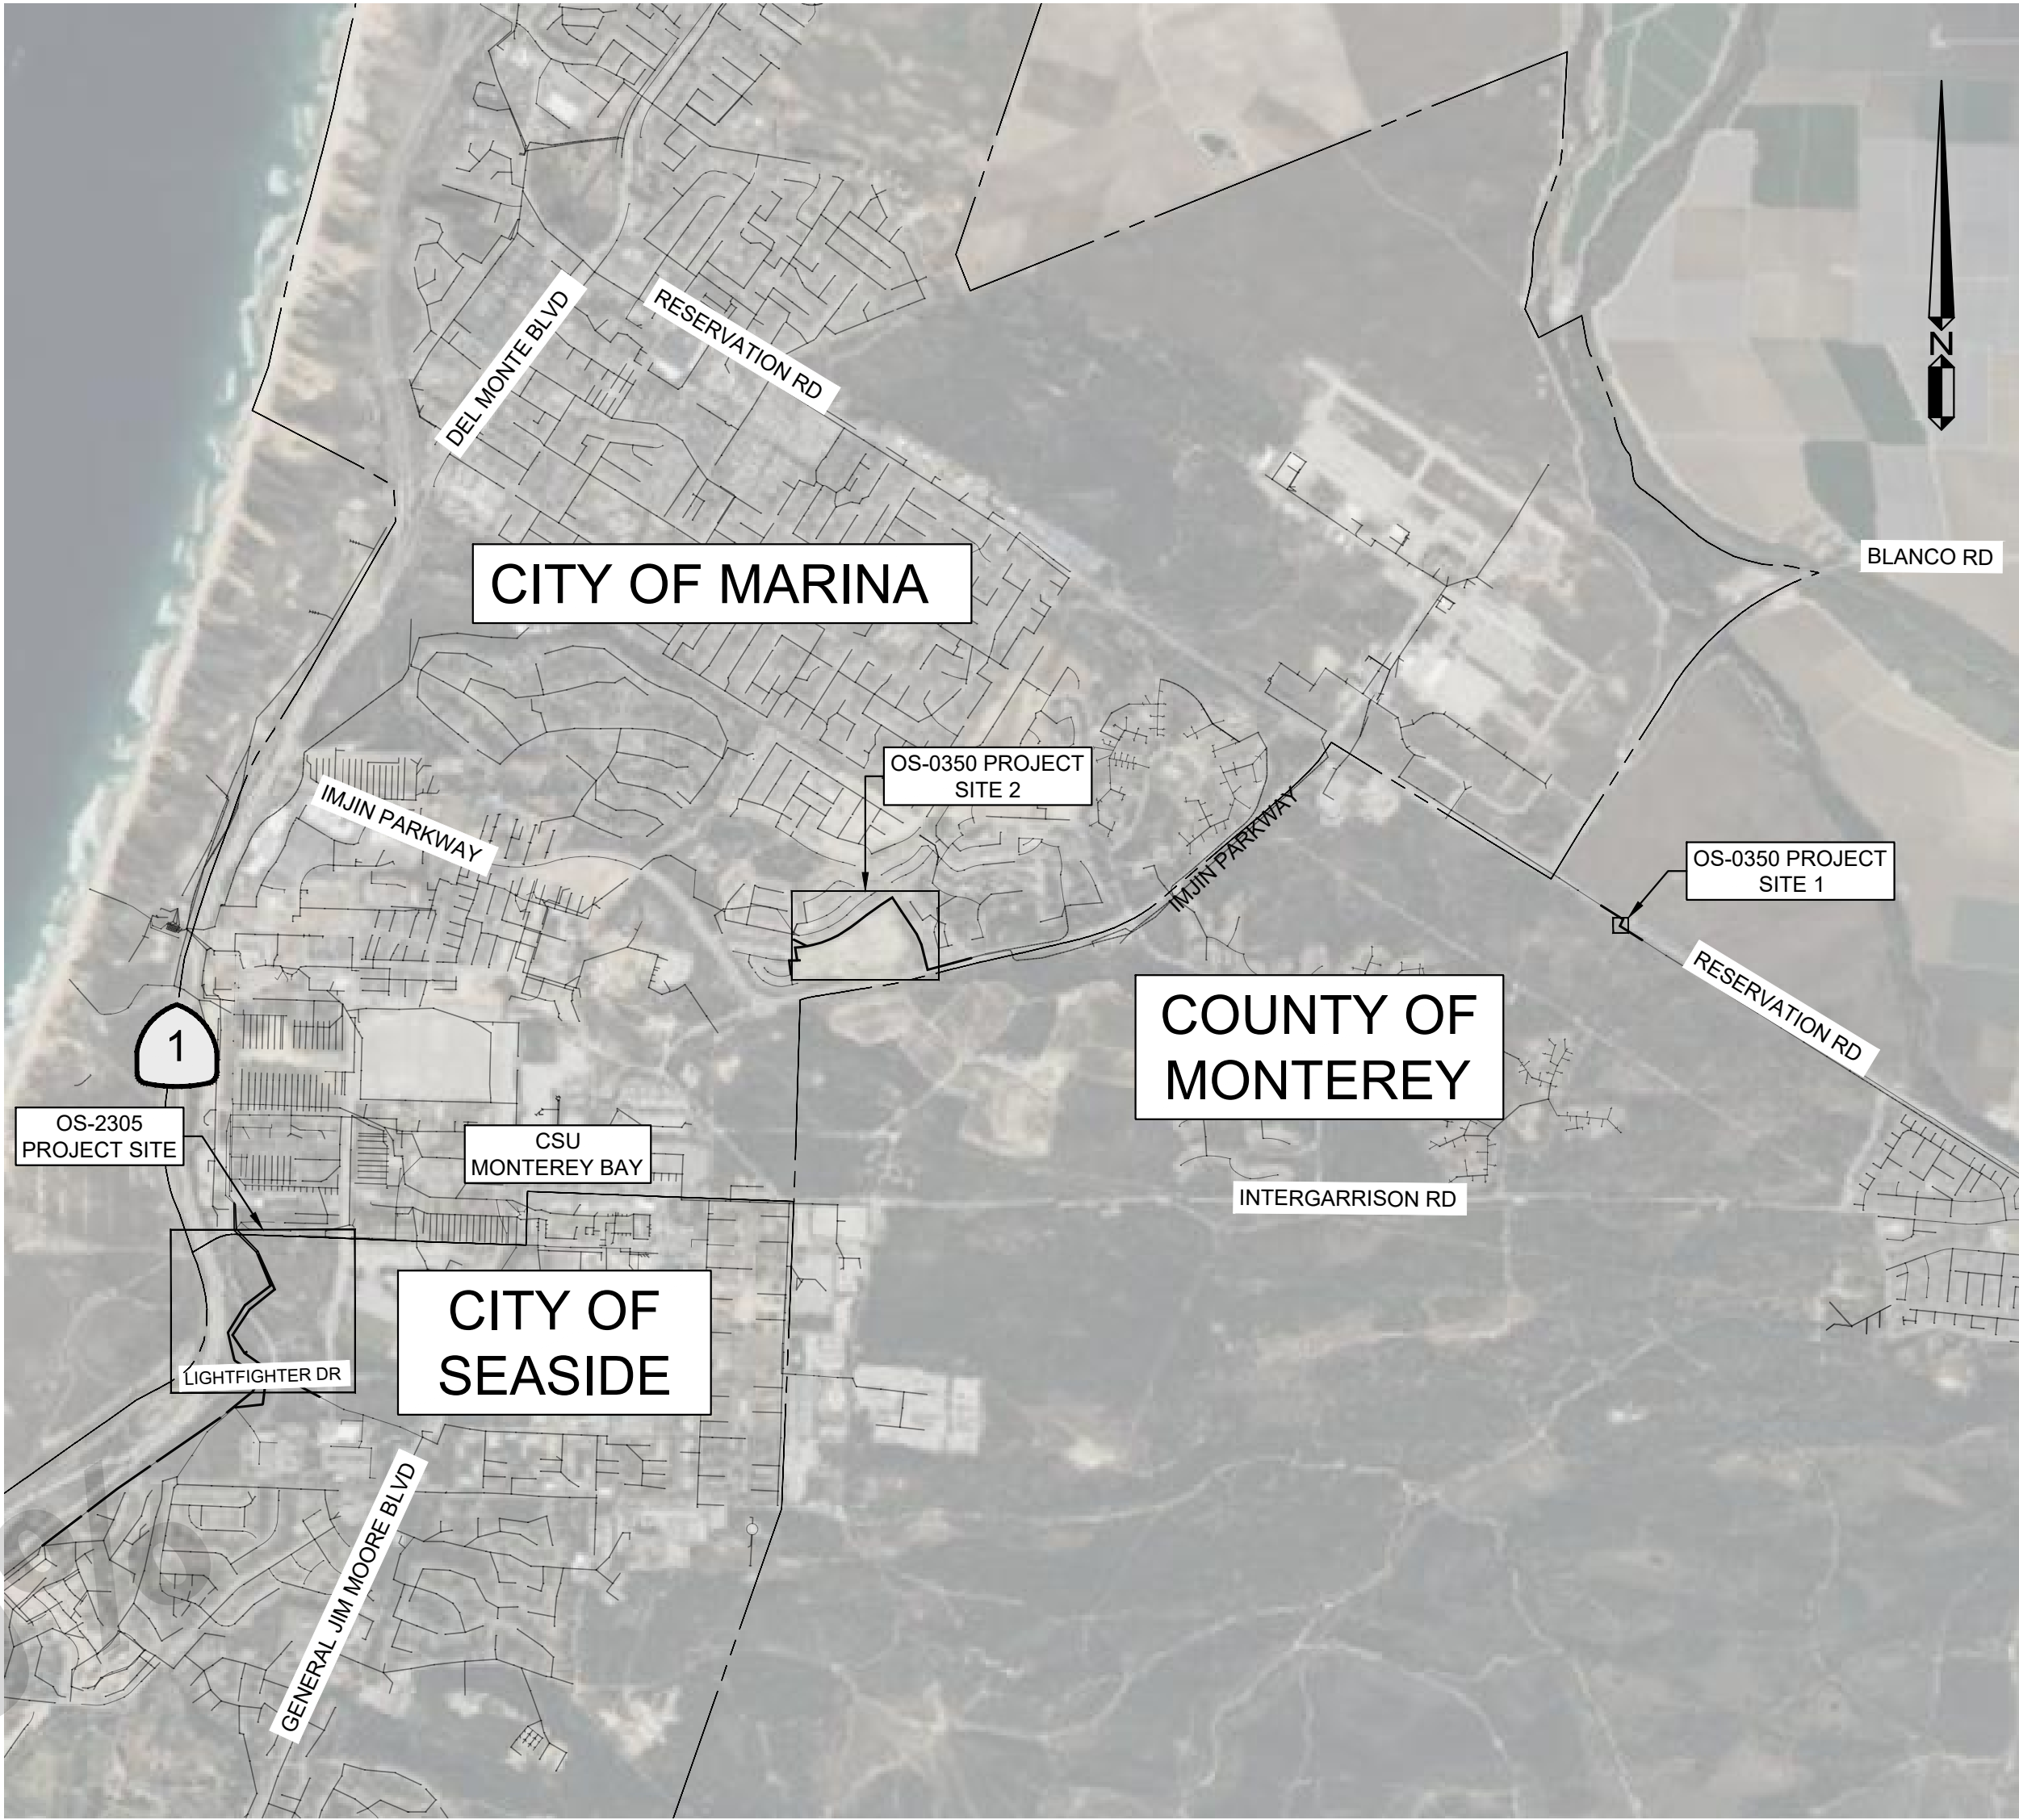 N
DEL MONTE BLVD
RESERVATION RD
BLANCO RD
CITY OF MARINA
OS-0350 PROJECT
SITE 2
IMJIN PARKWAY
IMJIN PARKWAY
OS-0350 PROJECT
SITE 1
RESERVATION RD
COUNTY OF
MONTEREY
1
OS-2305
PROJECT SITE
CSU
MONTEREY BAY
INTERGARRISON RD
CITY OF
SEASIDE
LIGHTFIGHTER DR
GENERAL JIM MOORE BLVD